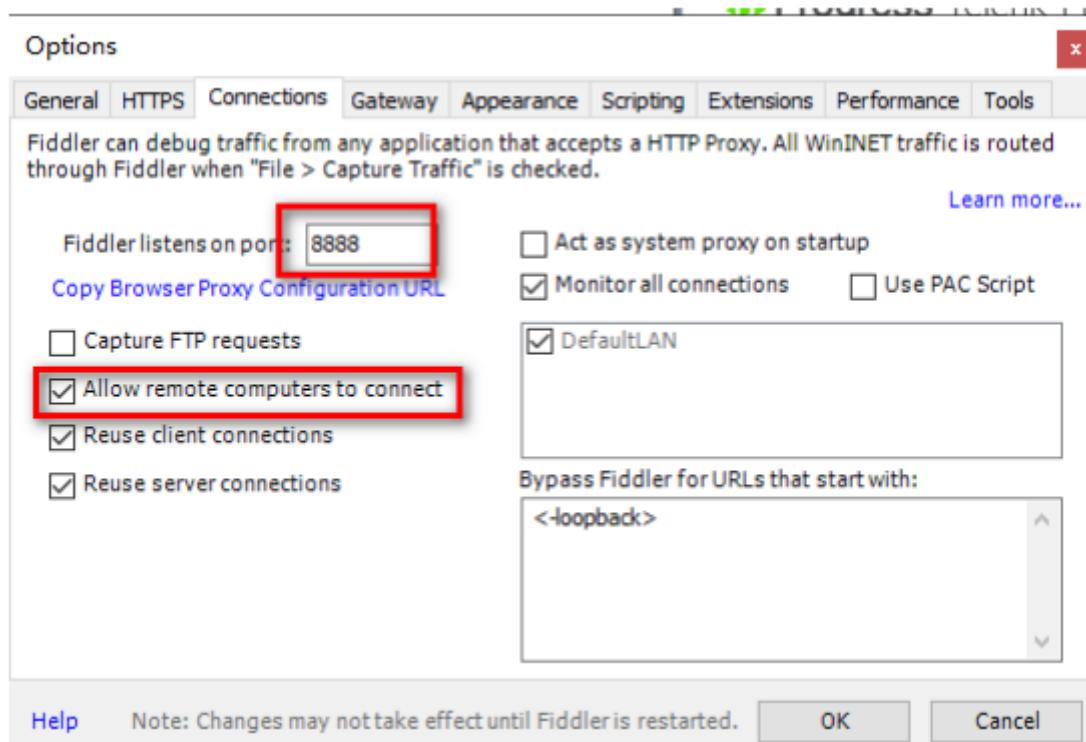 Options
x
General HTTPS Connections Gateway Appearance Scripting Extensions Performance Tools
Fiddler can debug traffic from any application that accepts a HTTP Proxy. All WinINET traffic is routed
through Fiddler when "File > Capture Traffic" is checked.
Learn more...
Fiddler listens on port: 8888
Copy Browser Proxy Configuration URL
Capture FTP requests
Allow remote computers to connect
Reuse client connections
Reuse server connections
Act as system proxy on startup
Monitor all connections Use PAC Script
DefaultLAN
Bypass Fiddler for URLs that start with:
<-loopback>
Help Note: Changes may not take effect until Fiddler is restarted. OK Cancel